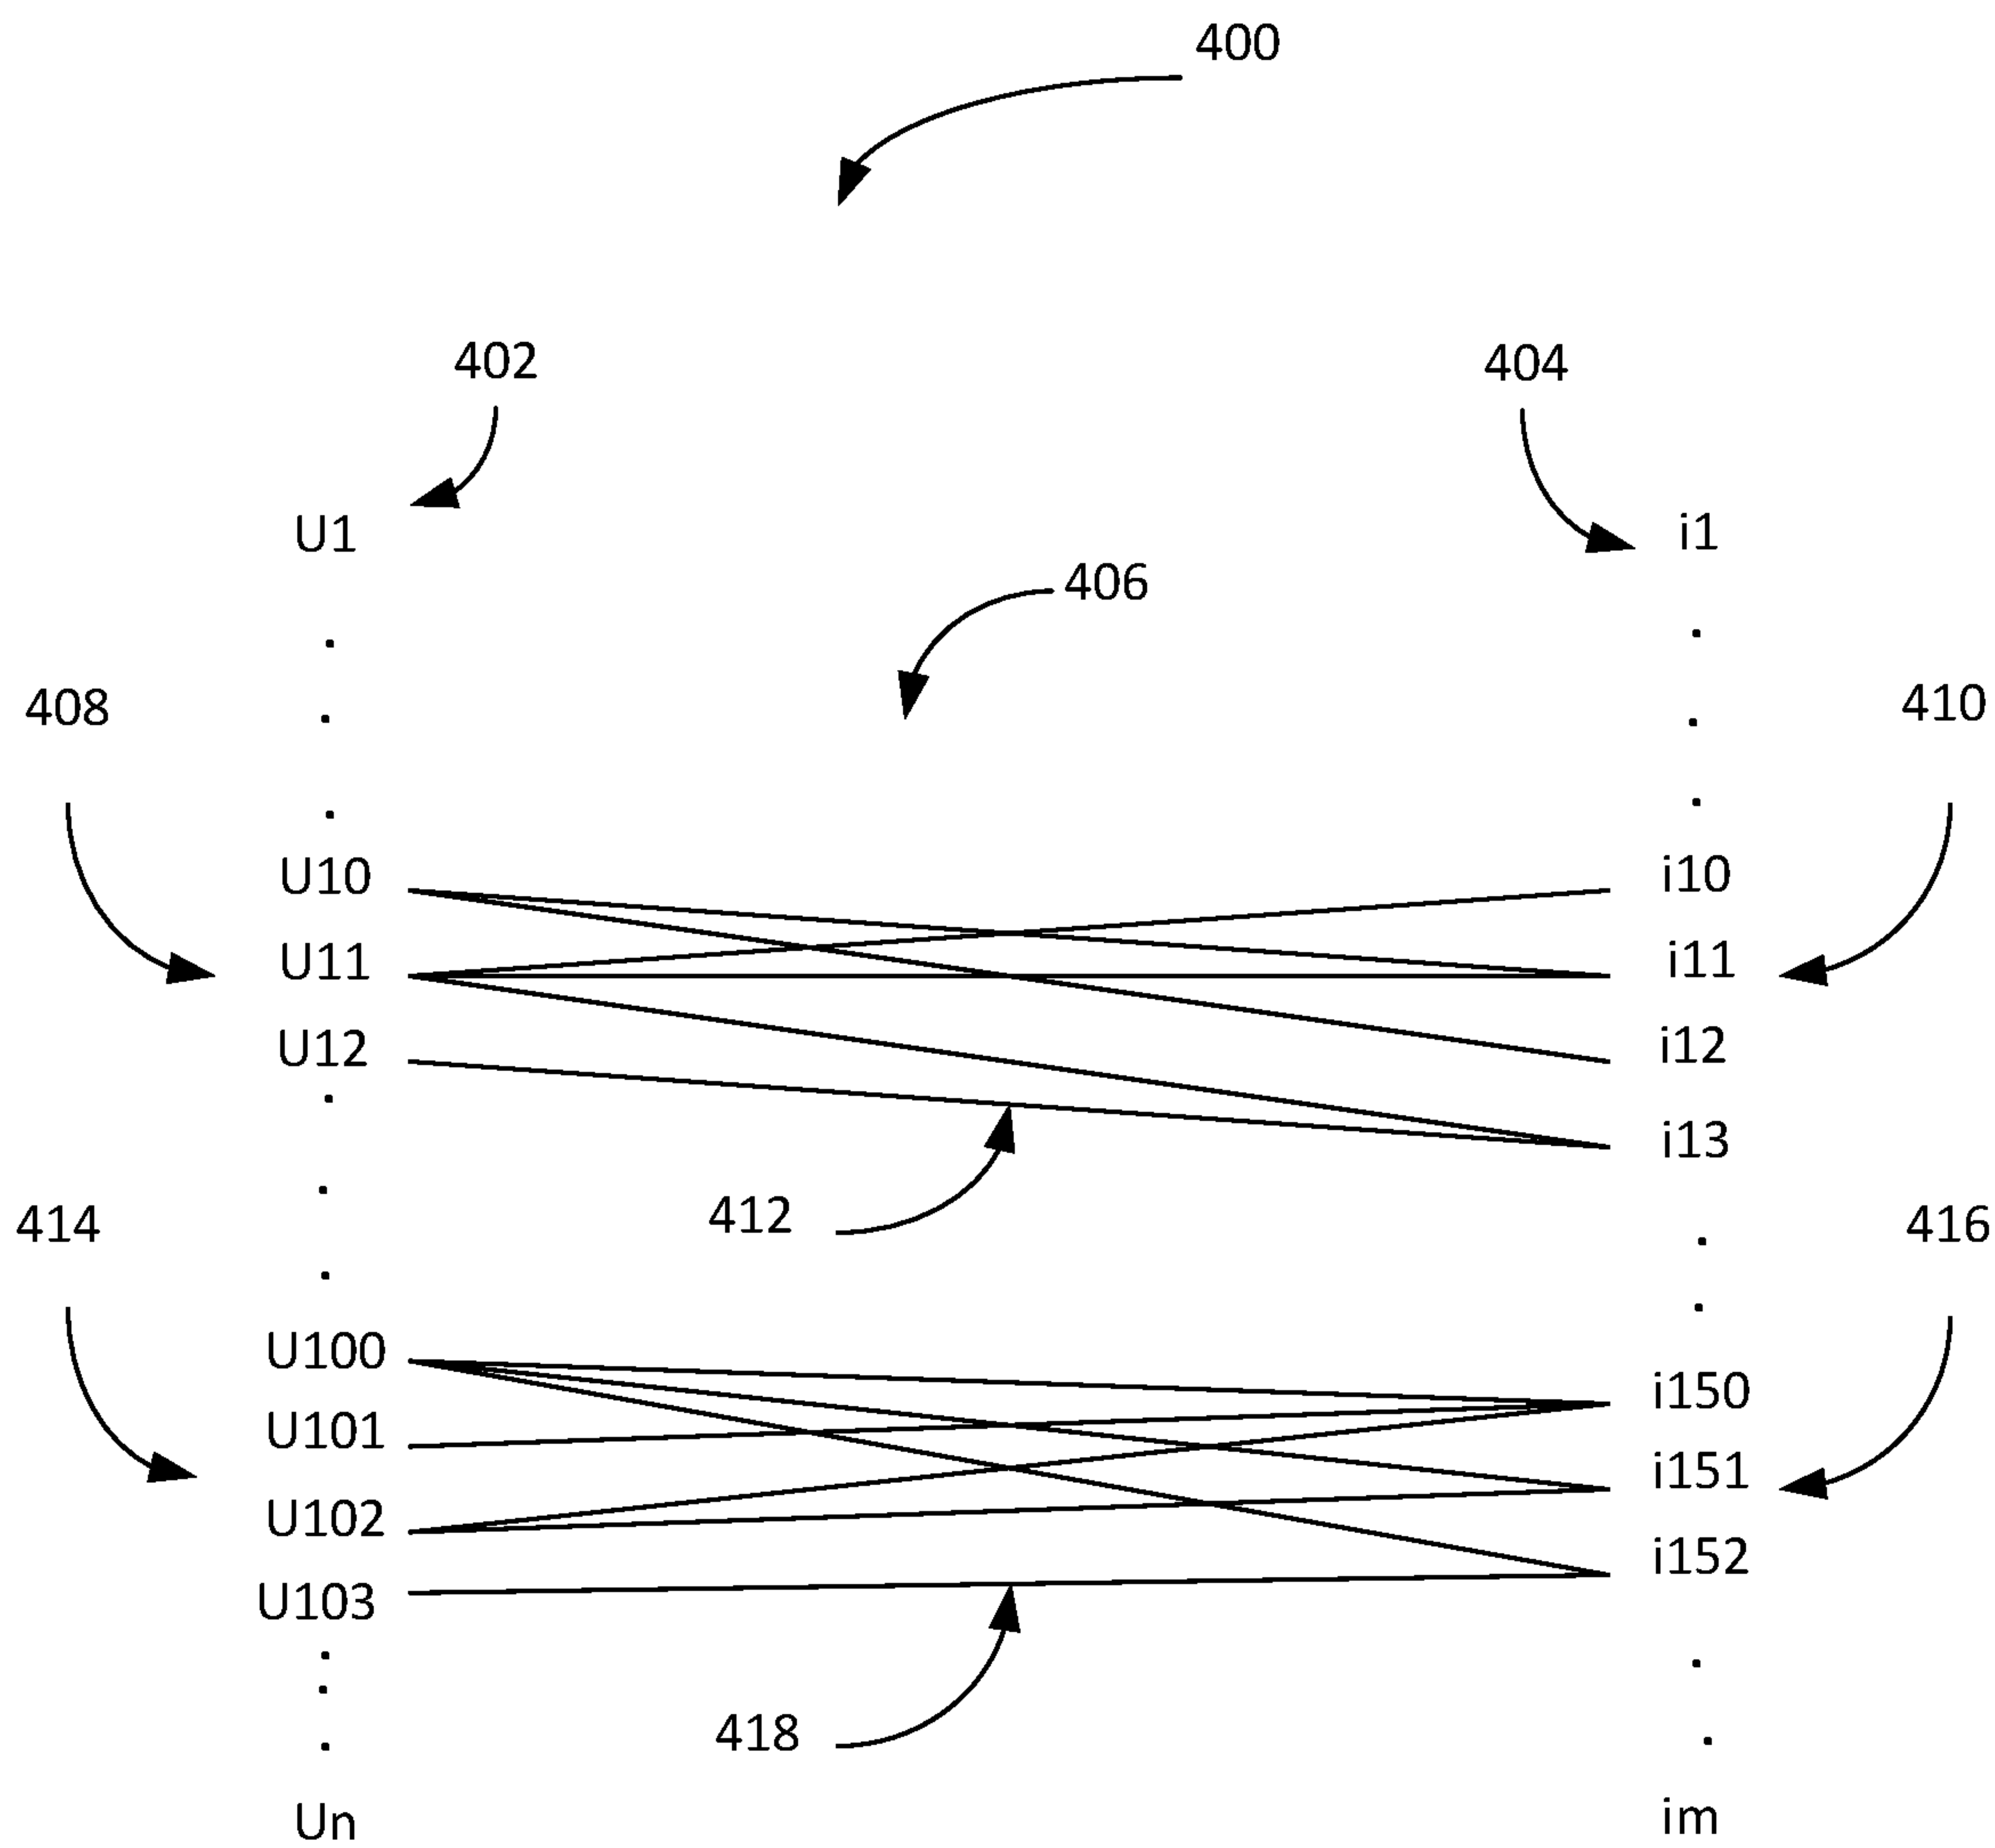 400
402
404
U1
i1
406
.
.
408
.
.
410
.
.
U10
i10
U11
i11
U12
i12
.
i13
.
412
414
416
.
.
.
U100
i150
U101
i151
U102
i152
U103
.
.
.
418
.
.
Un
im